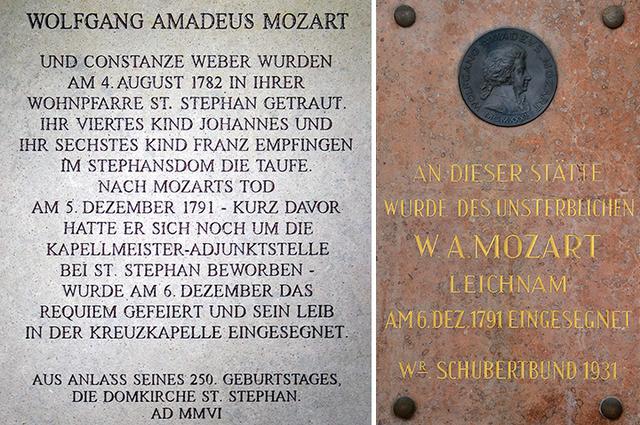 WOLFGANG AMADEUS MOZART
UND CONSTANZE WEBER WURDEN
AM 4. AUGUST 1782 IN IHRER
WOHNPFARRE ST. STEPHAN GETRAUT.
IHR VIERTES KIND JOHANNES UND
IHR SECHSTES KIND FRANZ EMPFINGEN
IM STEPHANSDOM DIE TAUFE.
NACH MOZARTS TOD
AM 5. DEZEMBER 1791 - KURZ DAVOR
HATTE ER SICH NOCH UM DIE
KAPELLMEISTER-ADJUNKTSTELLE
BEI ST. STEPHAN BEWORBEN -
WURDE AM 6. DEZEMBER DAS
REQUIEM GEFEIERT UND SEIN LEIB
IN DER KREUZKAPELLE EINGESEGNET.
AUS ANLASS SEINES 250. GEBURTSTAGES,
DIE DOMKIRCHE ST. STEPHAN.
AD MMVI
WOLFGANG AMADEUS MOZART
AN DIESER STÄTTE
WURDE DES UNSTERBLICHEN
W. A. MOZART
LEICHNAM
AM 6. DEZ. 1791 EINGESEGNET
WR SCHUBERTBUND 1931